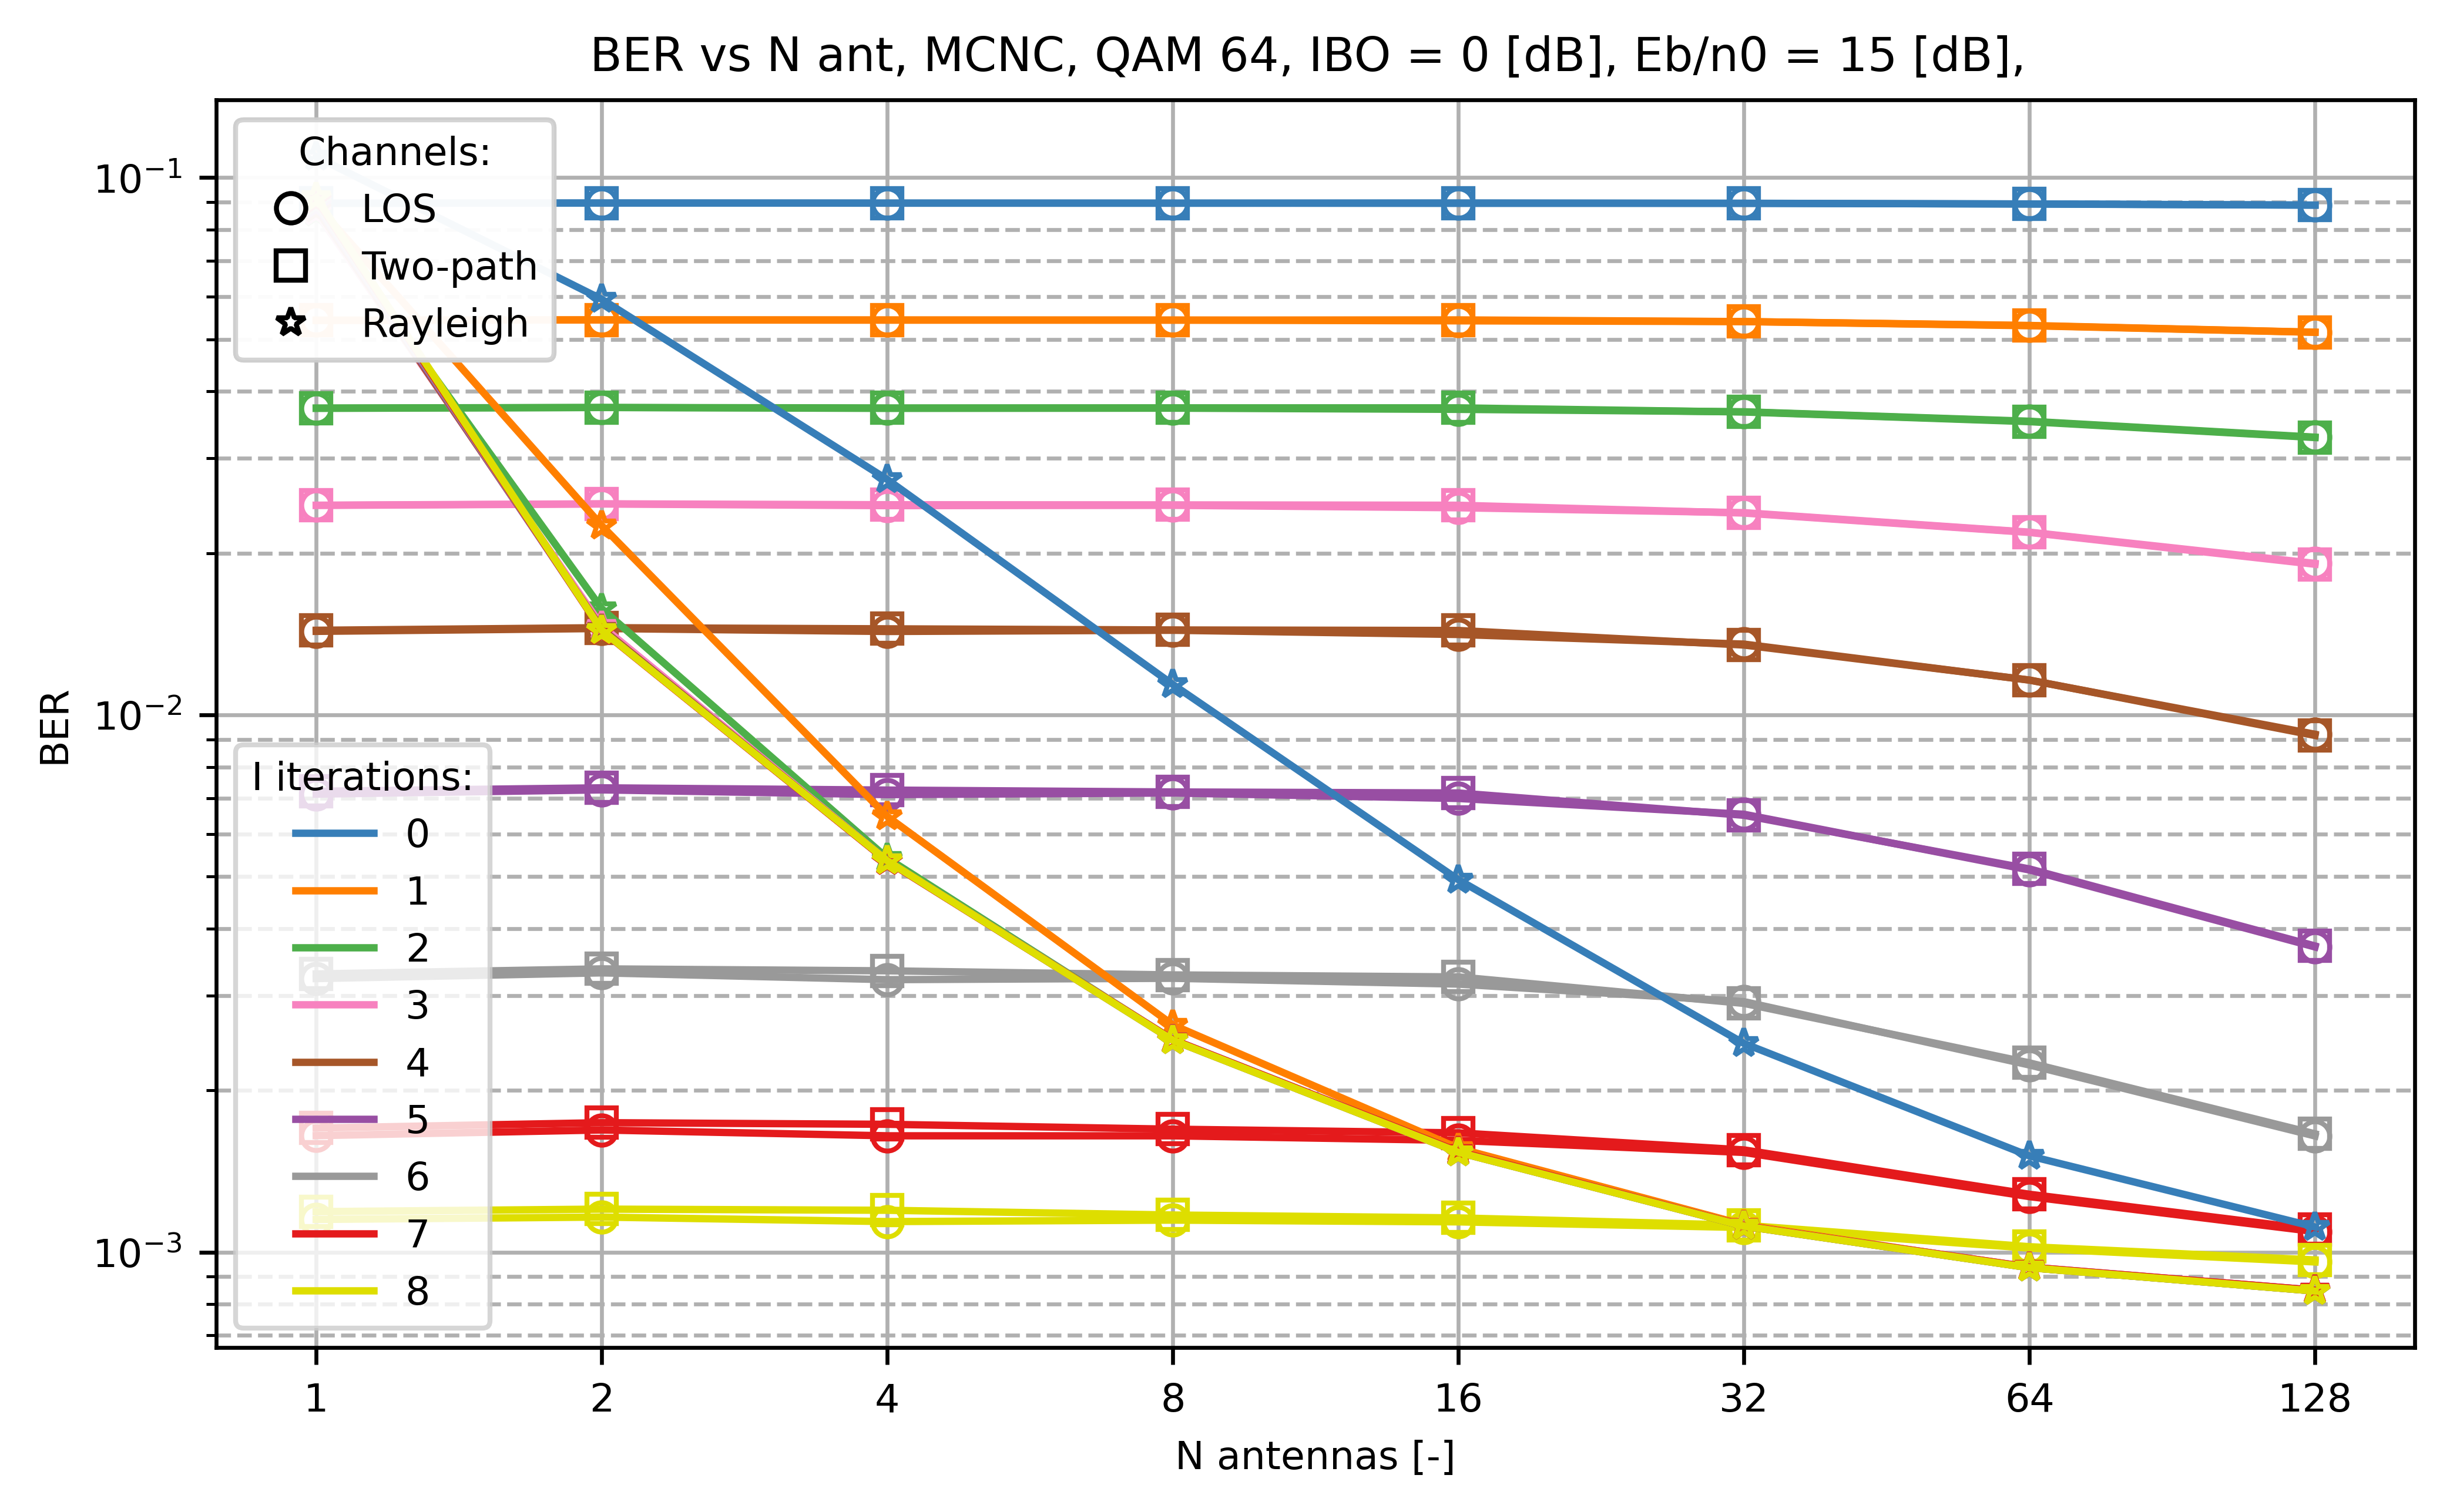 BER vs N ant, MCNC, QAM 64, IBO = 0 [dB], Eb/n0 = 15 [dB],
Channels:
LOS
Two-path
Rayleigh
I iterations:
0
1
2
3
4
5
6
7
8
BER
10⁻¹
10⁻²
10⁻³
1 2 4 8 16 32 64 128
N antennas [-]